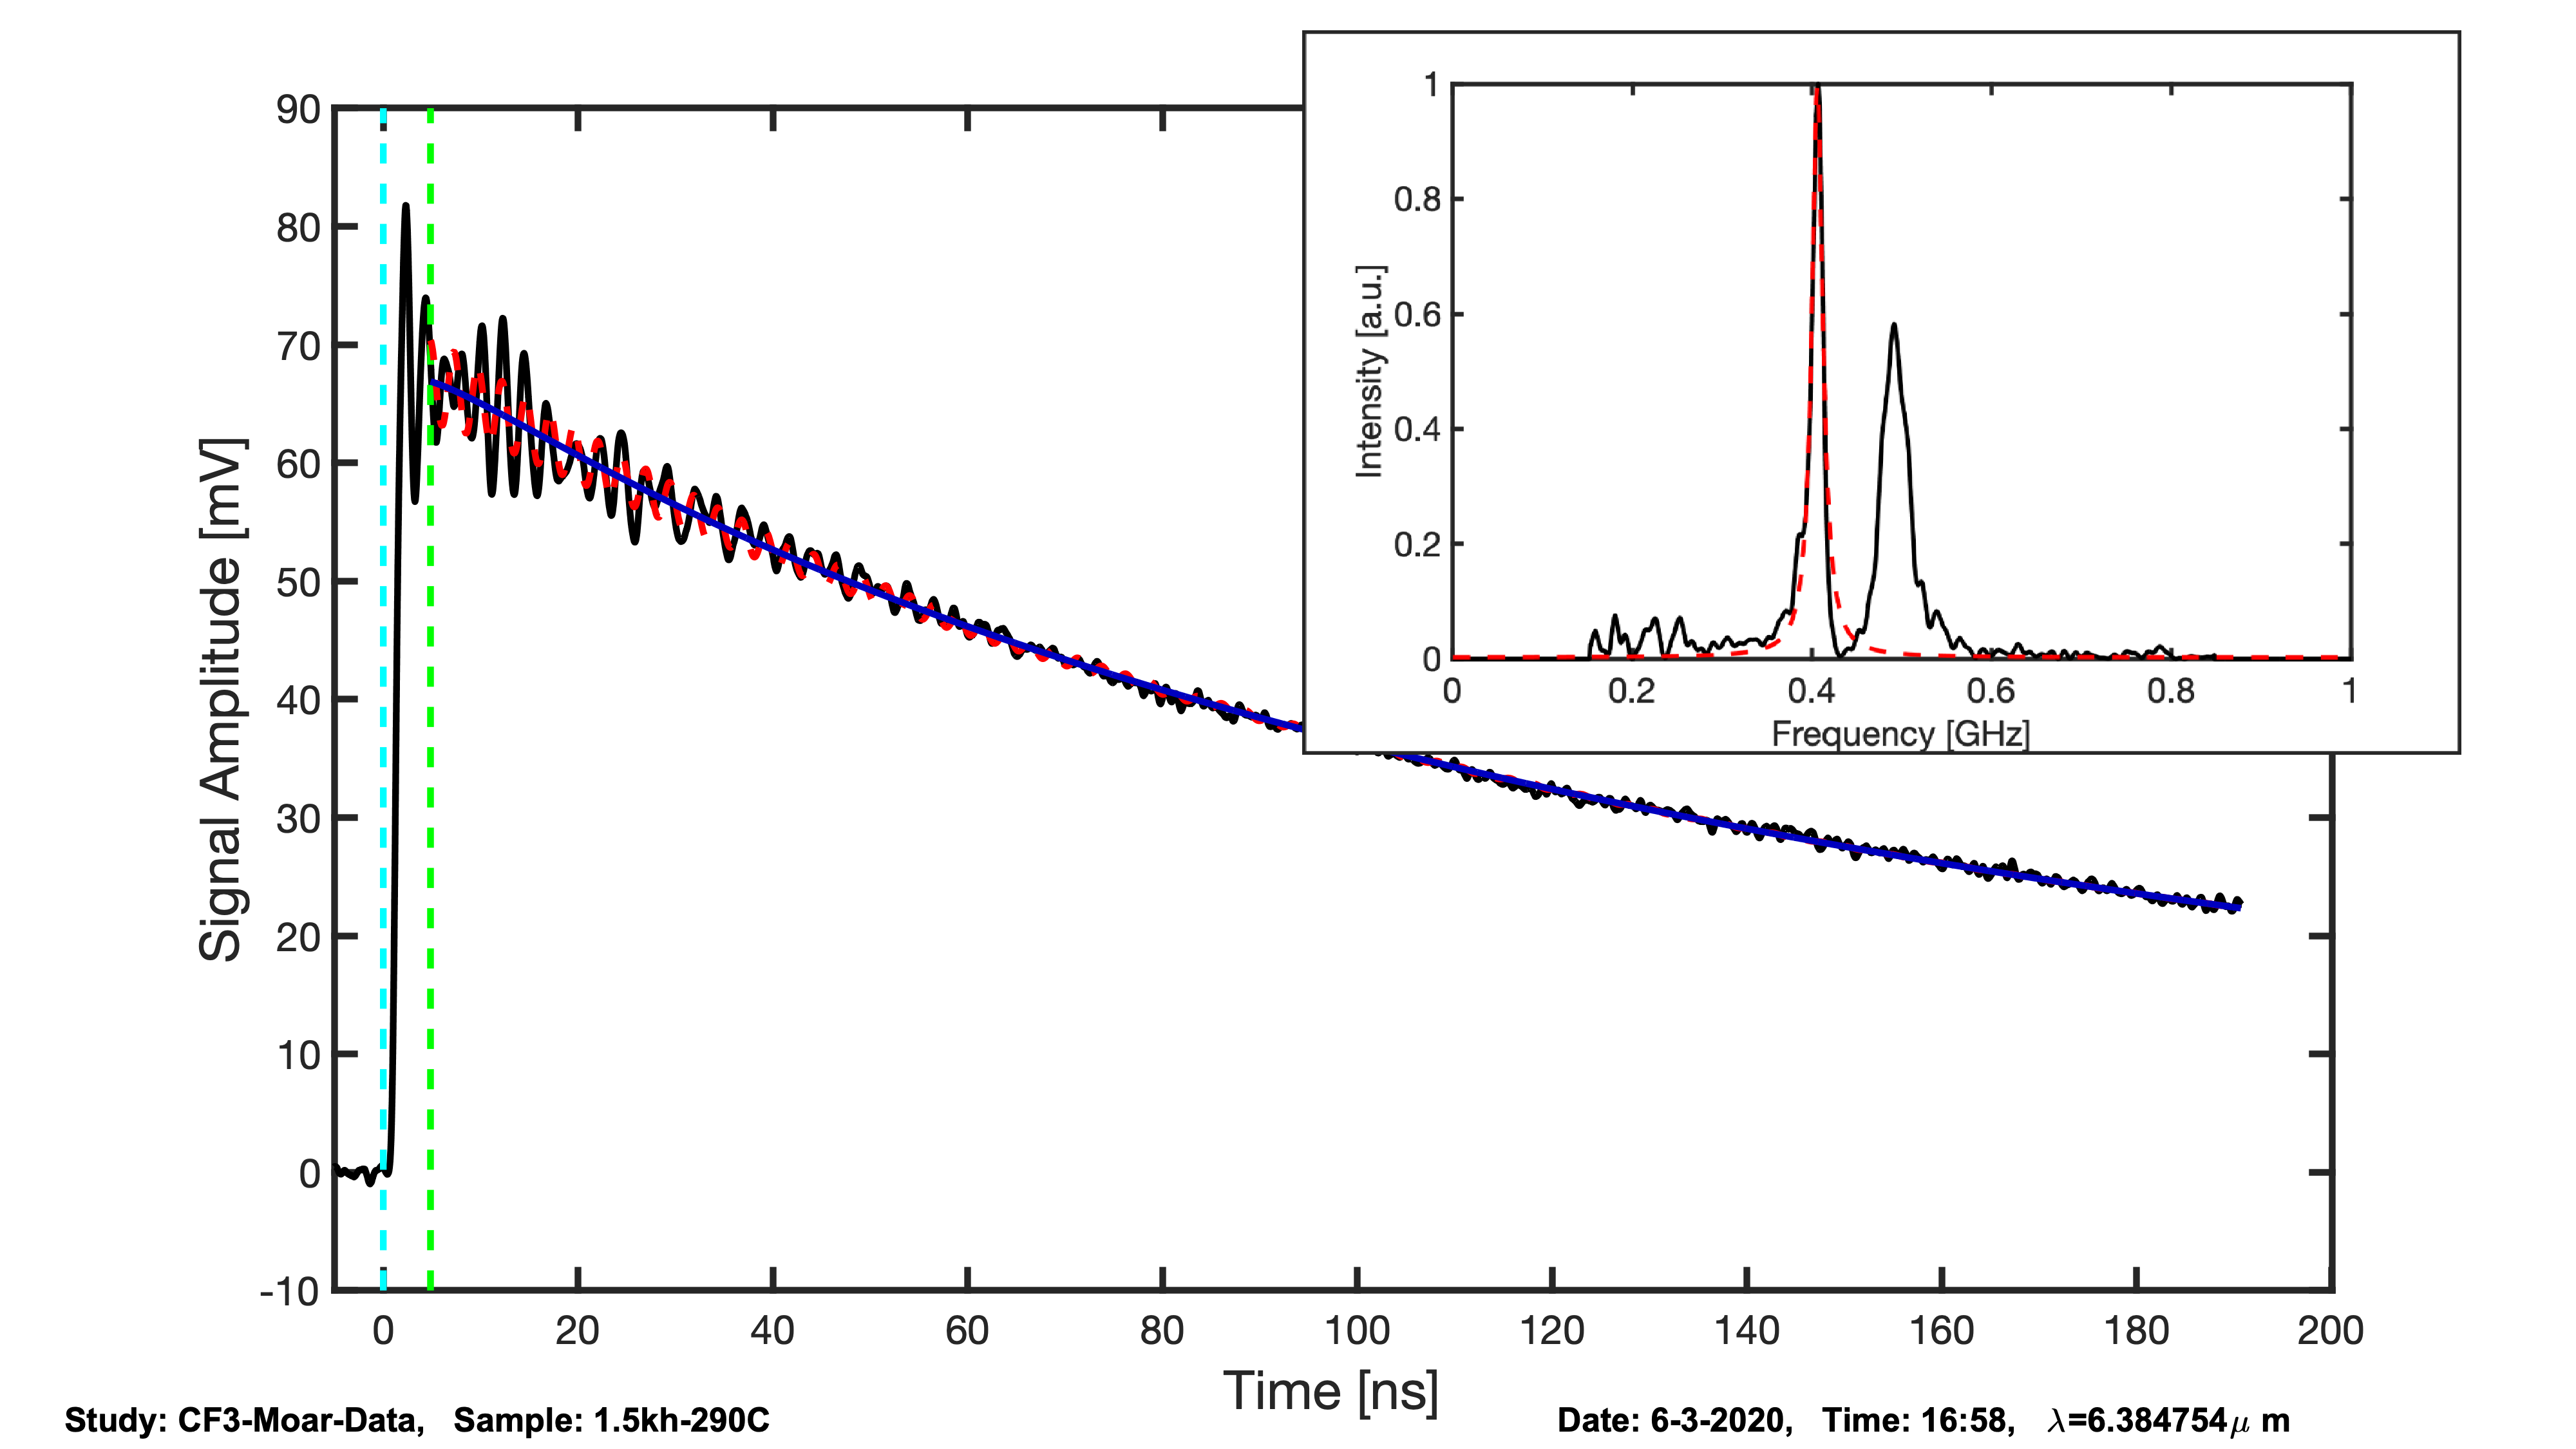 90
80
70
60
50
40
30
20
10
0
-10
Signal Amplitude [mV]
0 20 40 60 80 100 120 140 160 180 200
Time [ns]
1
0.8
0.6
0.4
0.2
0
Intensity [a.u.]
0 0.2 0.4 0.6 0.8 1
Frequency [GHz]
Study: CF3-Moar-Data, Sample: 1.5kh-290C
Date: 6-3-2020, Time: 16:58, λ=6.384754μ m